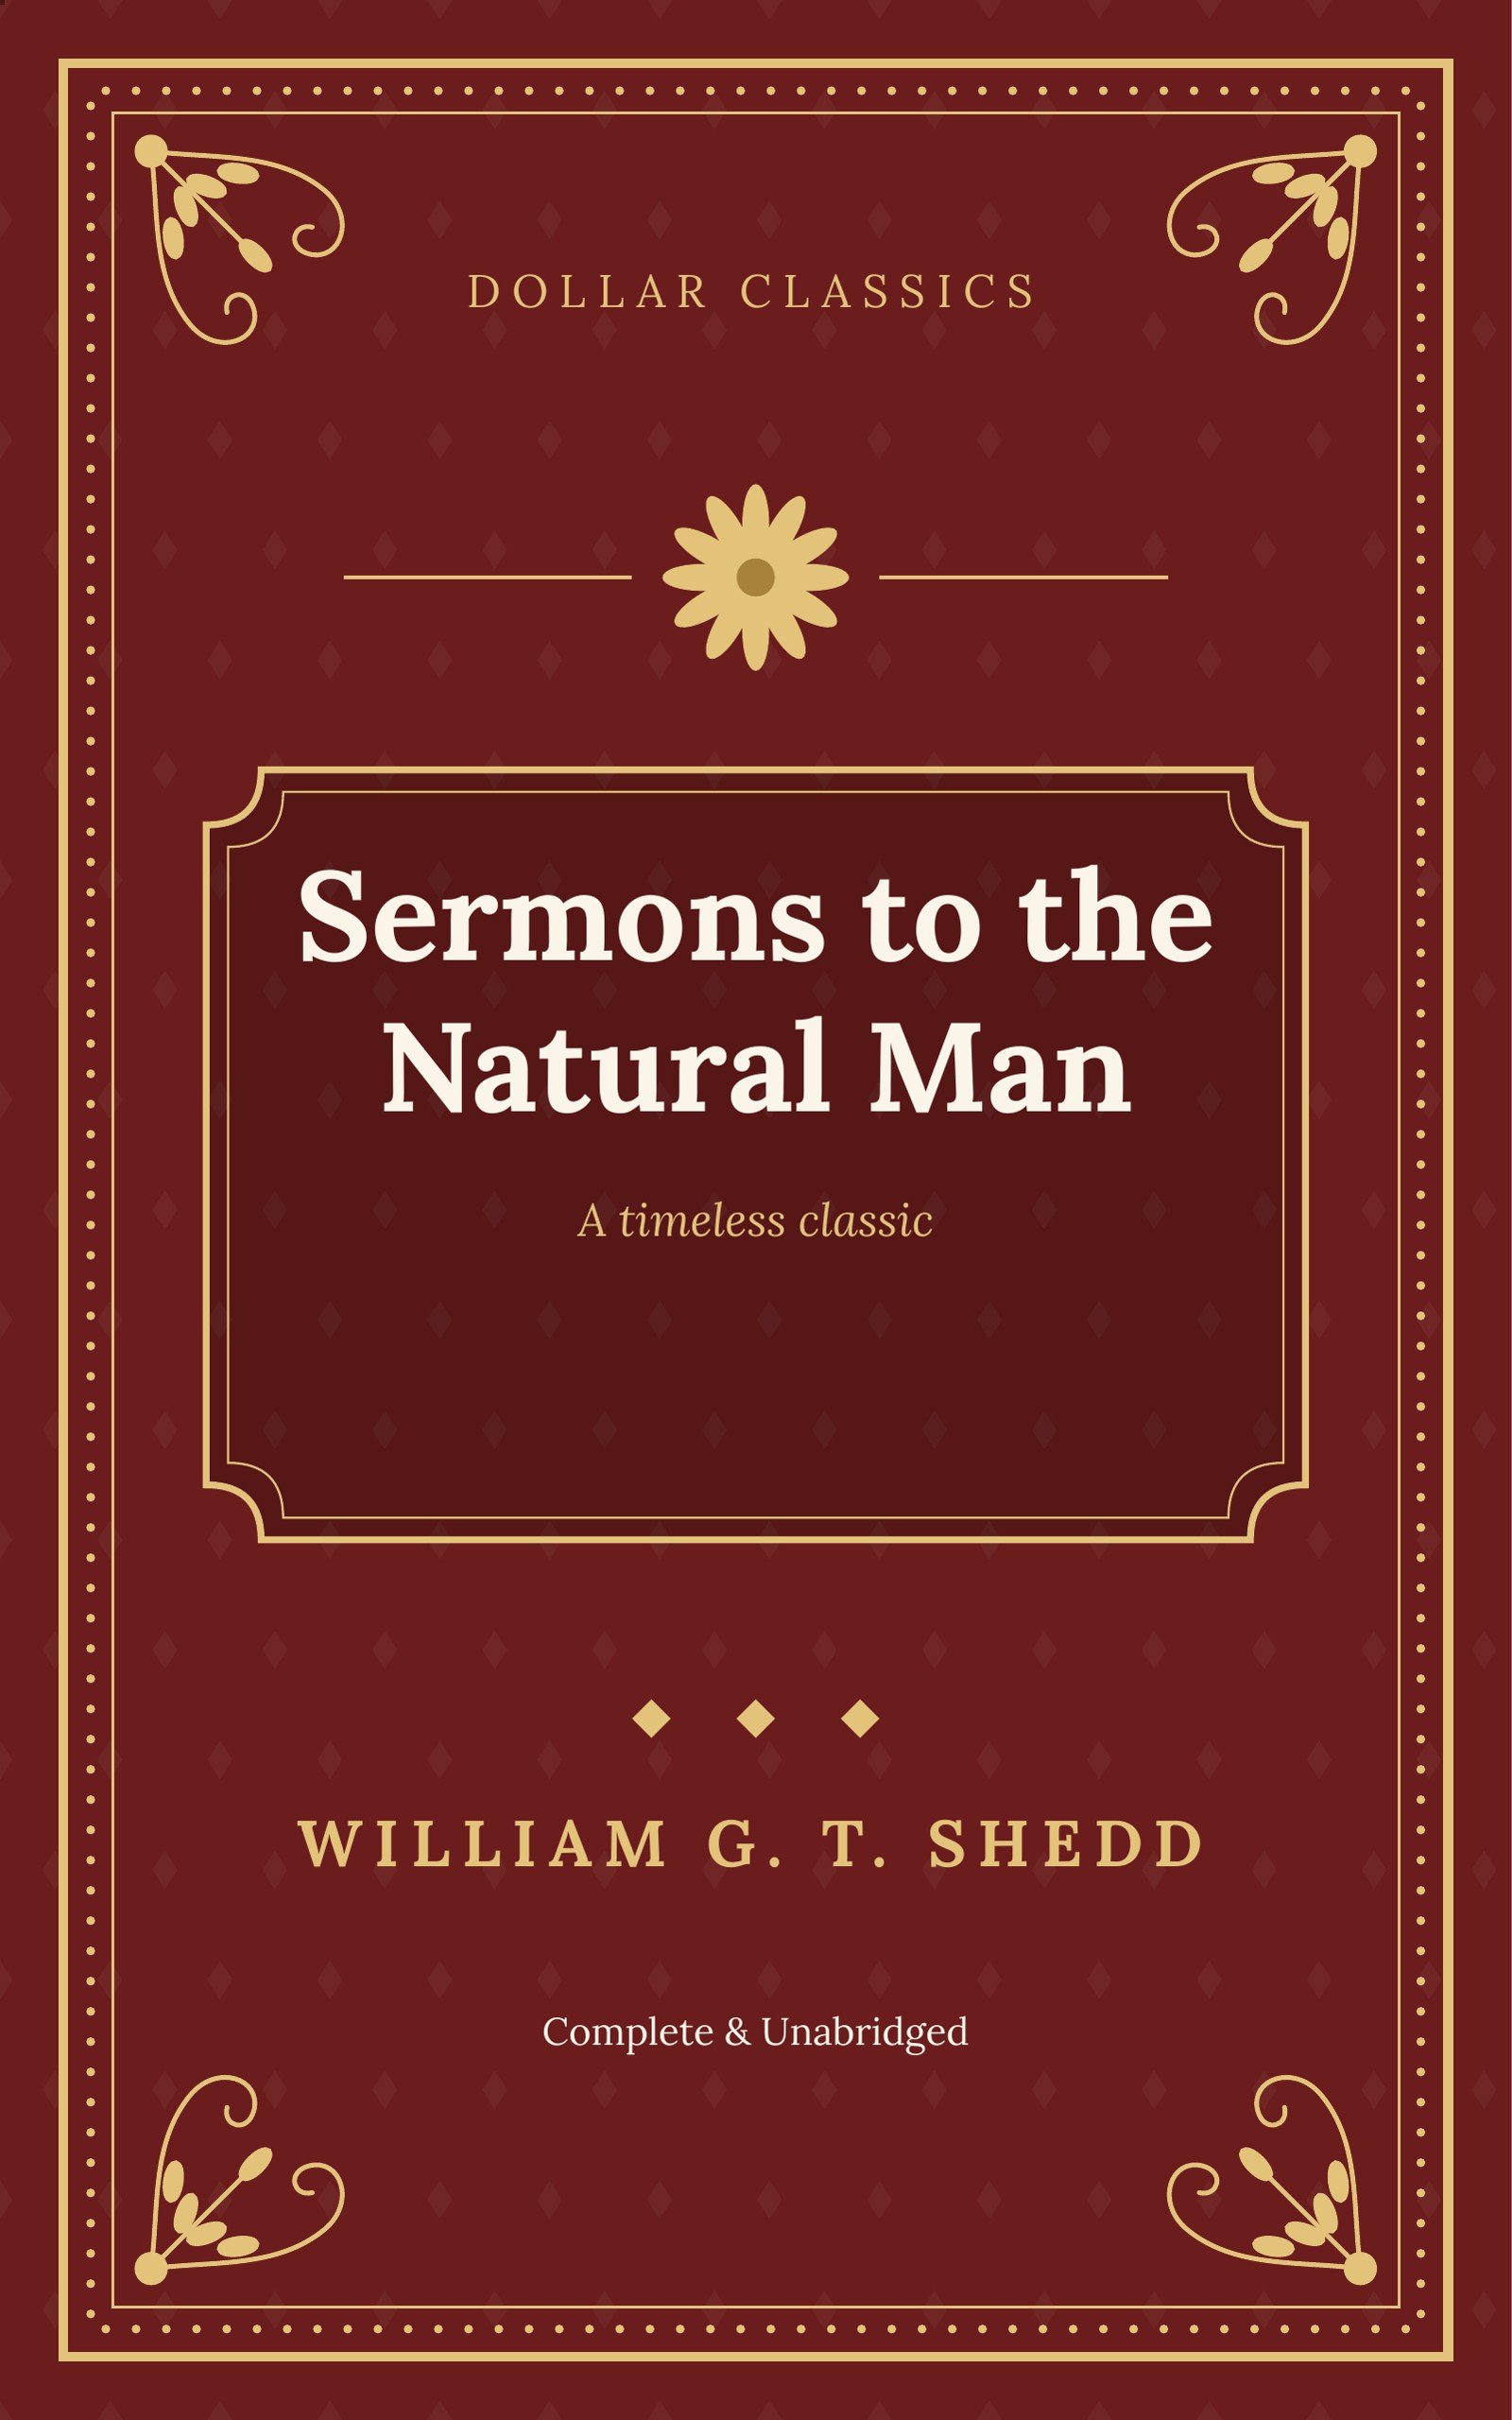 DOLLAR CLASSICS
Sermons to the
Natural Man
A timeless classic
WILLIAM G. T. SHEDD
Complete & Unabridged